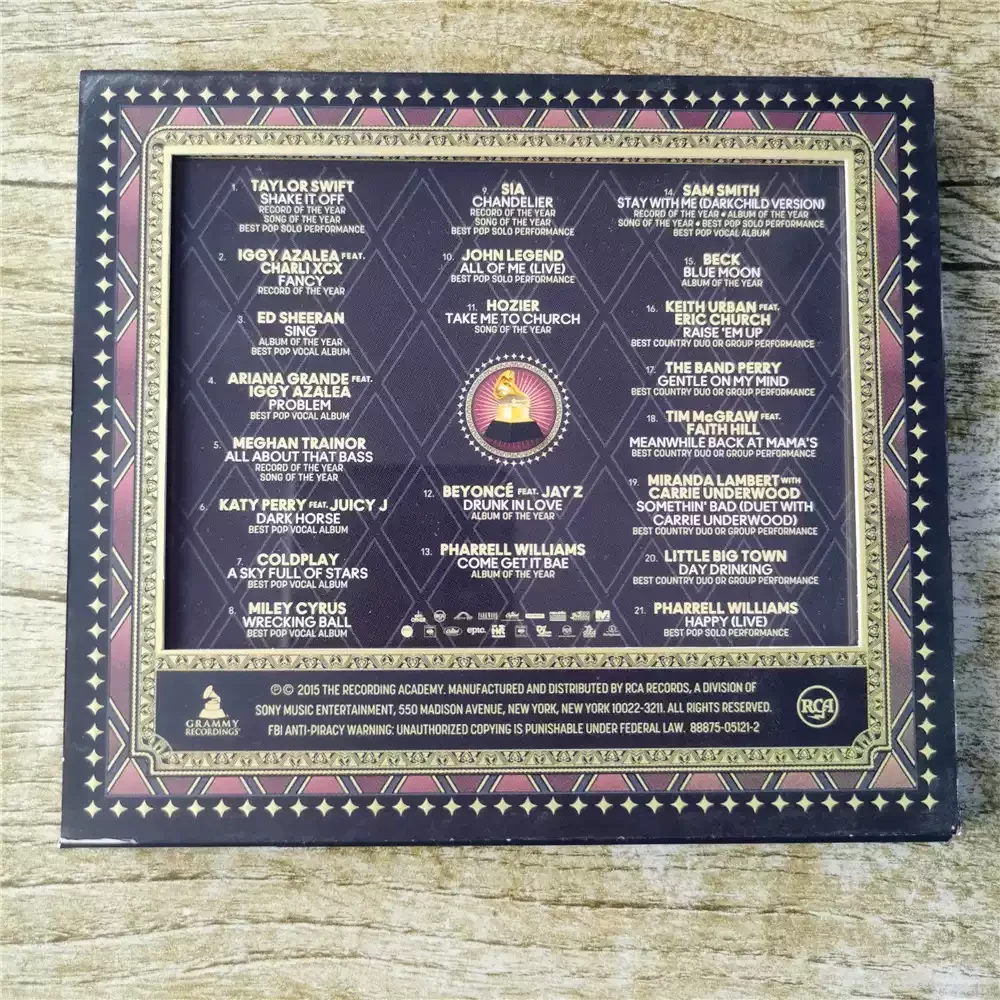 1. TAYLOR SWIFT
SHAKE IT OFF
RECORD OF THE YEAR
SONG OF THE YEAR
BEST POP SOLO PERFORMANCE
2. IGGY AZALEA FEAT.
CHARLI XCX
FANCY
RECORD OF THE YEAR
3. ED SHEERAN
SING
ALBUM OF THE YEAR
BEST POP VOCAL ALBUM
4. ARIANA GRANDE FEAT.
IGGY AZALEA
PROBLEM
BEST POP VOCAL ALBUM
5. MEGHAN TRAINOR
ALL ABOUT THAT BASS
RECORD OF THE YEAR
SONG OF THE YEAR
6. KATY PERRY FEAT. JUICY J
DARK HORSE
BEST POP VOCAL ALBUM
7. COLDPLAY
A SKY FULL OF STARS
BEST POP VOCAL ALBUM
8. MILEY CYRUS
WRECKING BALL
BEST POP VOCAL ALBUM
9. SIA
CHANDELIER
RECORD OF THE YEAR
SONG OF THE YEAR
BEST POP SOLO PERFORMANCE
10. JOHN LEGEND
ALL OF ME (LIVE)
BEST POP SOLO PERFORMANCE
11. HOZIER
TAKE ME TO CHURCH
SONG OF THE YEAR
12. BEYONCÉ FEAT. JAY Z
DRUNK IN LOVE
ALBUM OF THE YEAR
13. PHARRELL WILLIAMS
COME GET IT BAE
ALBUM OF THE YEAR
14. SAM SMITH
STAY WITH ME (DARKCHILD VERSION)
RECORD OF THE YEAR • ALBUM OF THE YEAR
SONG OF THE YEAR • BEST POP SOLO PERFORMANCE
BEST POP VOCAL ALBUM
15. BECK
BLUE MOON
ALBUM OF THE YEAR
16. KEITH URBAN FEAT.
ERIC CHURCH
RAISE 'EM UP
BEST COUNTRY DUO OR GROUP PERFORMANCE
17. THE BAND PERRY
GENTLE ON MY MIND
BEST COUNTRY DUO OR GROUP PERFORMANCE
18. TIM McGRAW FEAT.
FAITH HILL
MEANWHILE BACK AT MAMA'S
BEST COUNTRY DUO OR GROUP PERFORMANCE
19. MIRANDA LAMBERT WITH
CARRIE UNDERWOOD
SOMETHIN' BAD (DUET WITH
CARRIE UNDERWOOD)
BEST COUNTRY DUO OR GROUP PERFORMANCE
20. LITTLE BIG TOWN
DAY DRINKING
BEST COUNTRY DUO OR GROUP PERFORMANCE
21. PHARRELL WILLIAMS
HAPPY (LIVE)
BEST POP SOLO PERFORMANCE
epic
GRAMMY
RECORDINGS
℗© 2015 THE RECORDING ACADEMY. MANUFACTURED AND DISTRIBUTED BY RCA RECORDS, A DIVISION OF
SONY MUSIC ENTERTAINMENT, 550 MADISON AVENUE, NEW YORK, NEW YORK 10022-3211. ALL RIGHTS RESERVED.
FBI ANTI-PIRACY WARNING: UNAUTHORIZED COPYING IS PUNISHABLE UNDER FEDERAL LAW. 88875-05121-2
RCA